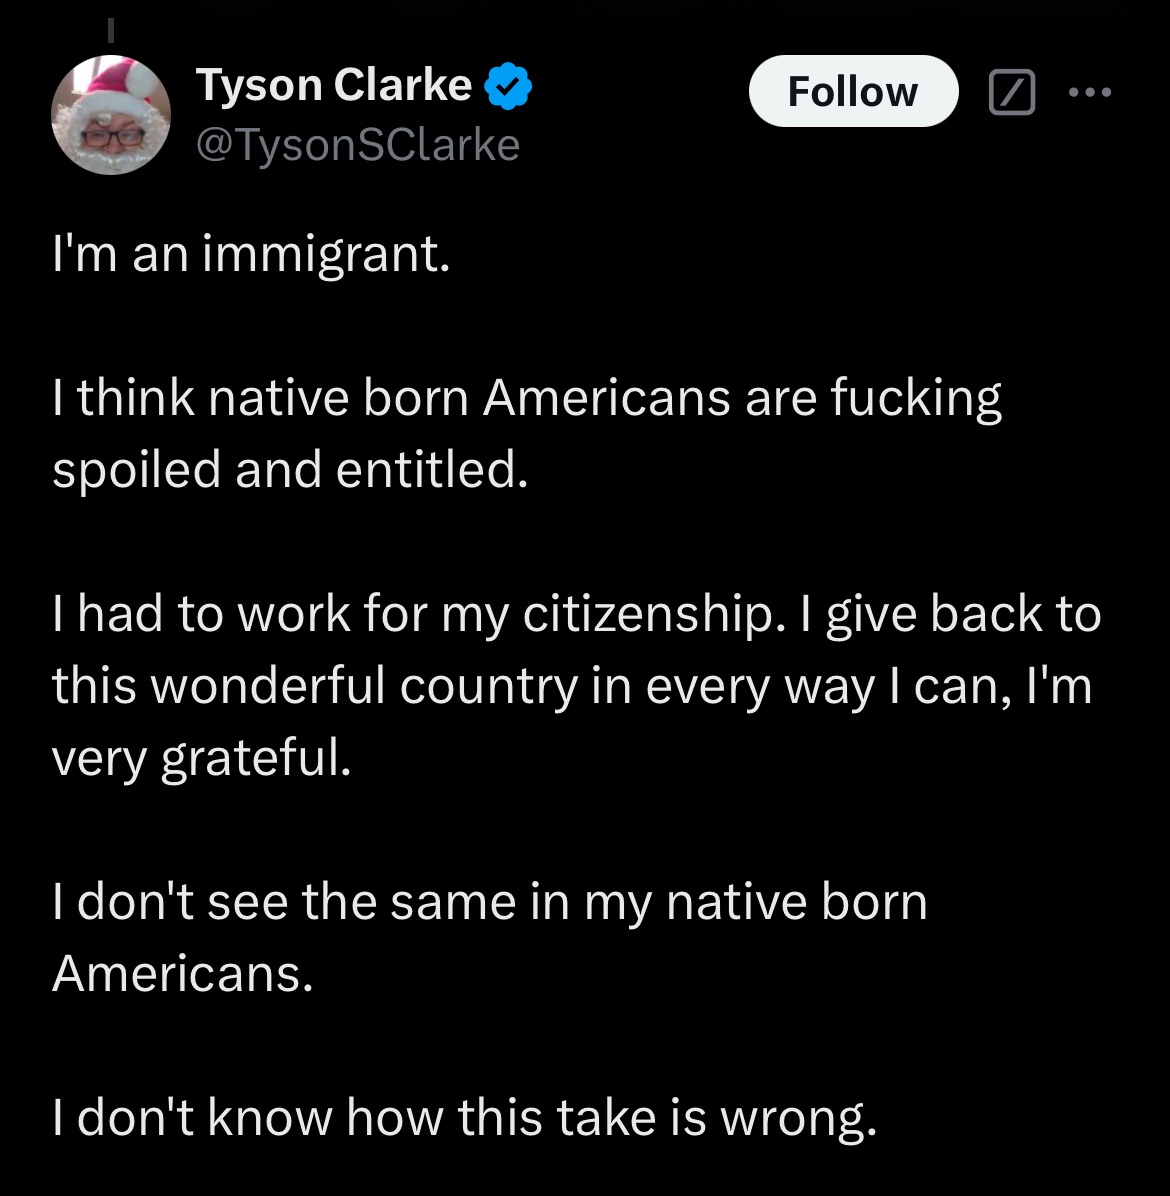 Tyson Clarke
Follow
@TysonSClarke
I'm an immigrant.
I think native born Americans are fucking
spoiled and entitled.
I had to work for my citizenship. I give back to
this wonderful country in every way I can, I'm
very grateful.
I don't see the same in my native born
Americans.
I don't know how this take is wrong.